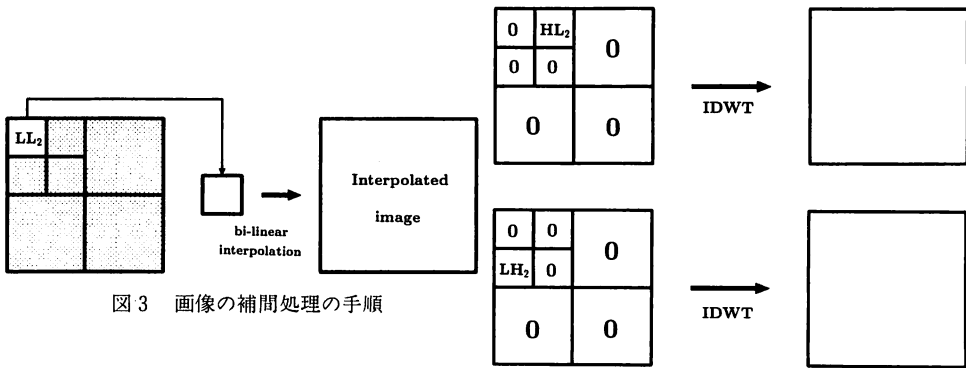 LL₂
bi-linear
interpolation
Interpolated
image
図3 画像の補間処理の手順
0 HL₂
0
0 0
0 0
IDWT
0 0
0
LH₂ 0
0 0
IDWT